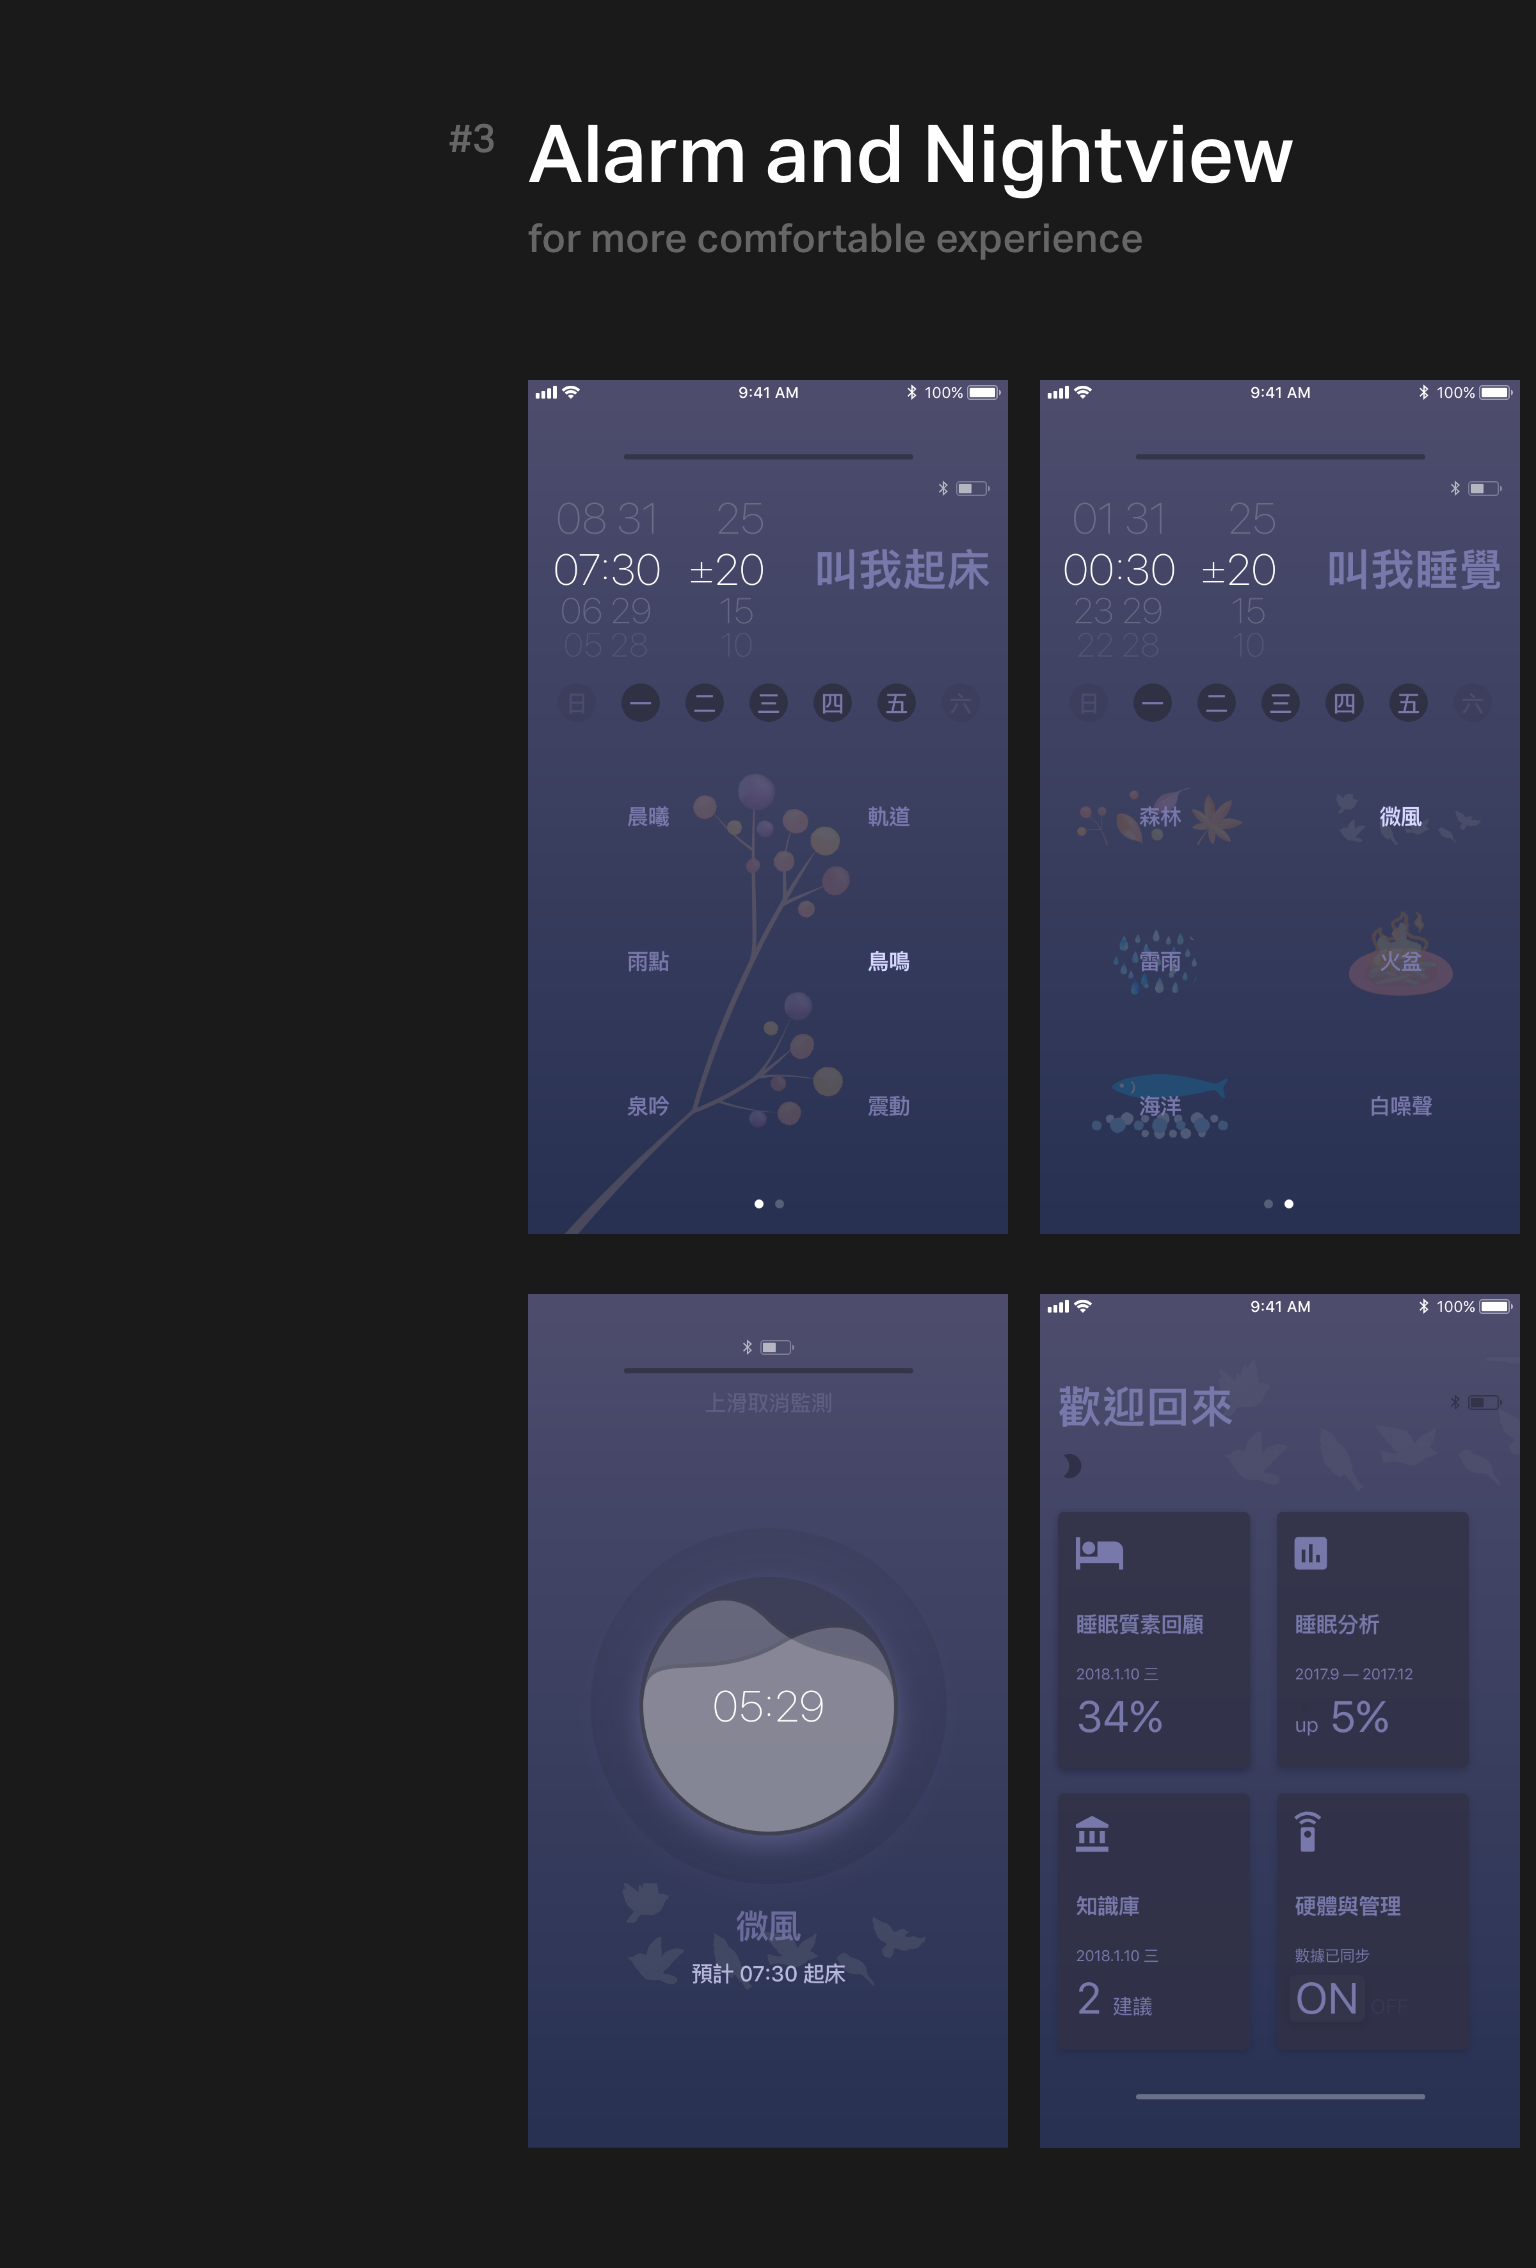 #3 Alarm and Nightview
for more comfortable experience
9:41 AM 100%
08 31 25
07:30 ±20 叫我起床
06 29 15
05 28 10
日 一 二 三 四 五 六
晨曦 軌道
雨點 鳥鳴
泉吟 震動
9:41 AM 100%
01 31 25
00:30 ±20 叫我睡覺
23 29 15
22 28 10
日 一 二 三 四 五 六
森林 微風
雷雨 火盆
海洋 白噪聲
上滑取消監測
05:29
微風
預計 07:30 起床
9:41 AM 100%
歡迎回來
睡眠質素回顧
2018.1.10 三
34%
睡眠分析
2017.9 — 2017.12
up 5%
知識庫
2018.1.10 三
2 建議
硬體與管理
數據已同步
ON OFF